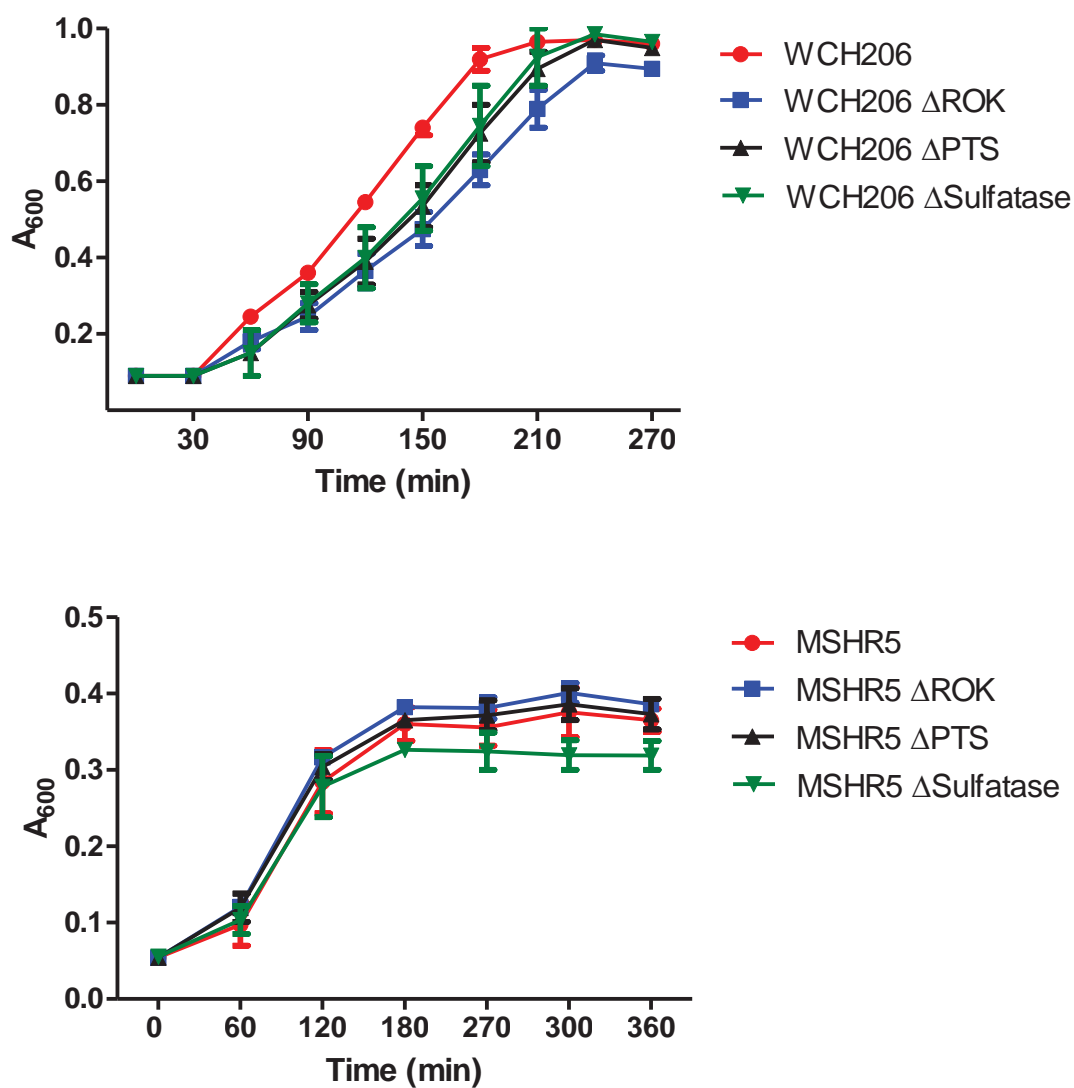 1.0
0.8
0.6
0.4
0.2
A600
30 90 150 210 270
Time (min)
WCH206
WCH206 ΔROK
WCH206 ΔPTS
WCH206 ΔSulfatase
0.5
0.4
0.3
0.2
0.1
0.0
A600
0 60 120 180 270 300 360
Time (min)
MSHR5
MSHR5 ΔROK
MSHR5 ΔPTS
MSHR5 ΔSulfatase